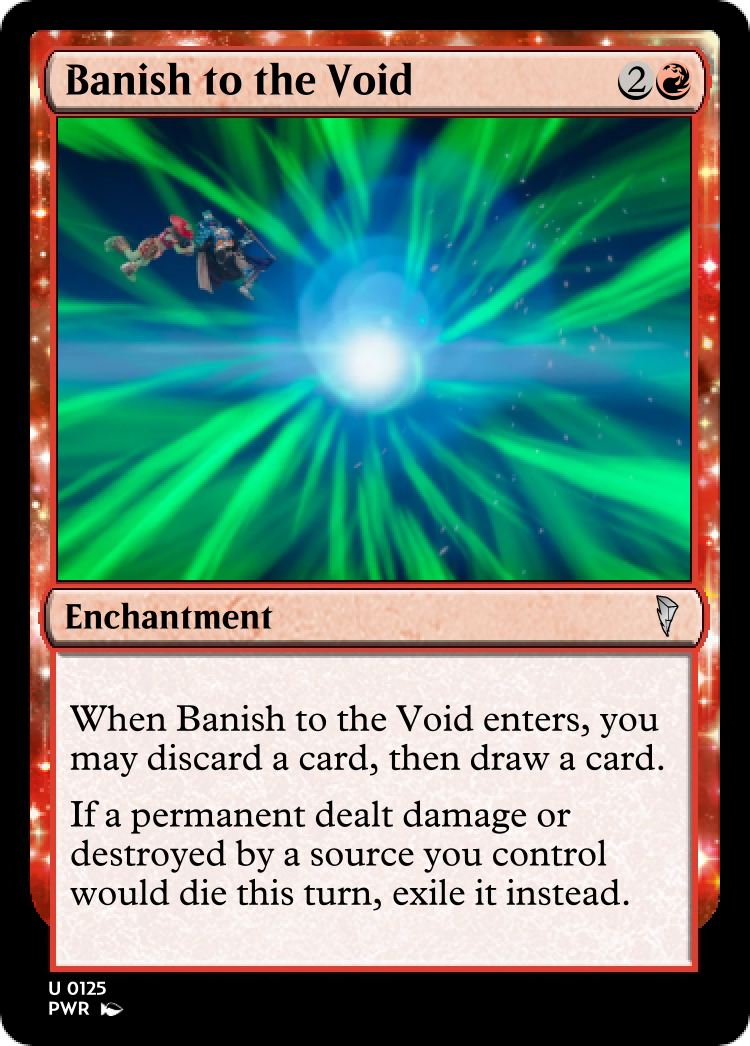 Banish to the Void 2
Enchantment
When Banish to the Void enters, you
may discard a card, then draw a card.
If a permanent dealt damage or
destroyed by a source you control
would die this turn, exile it instead.
U 0125
PWR